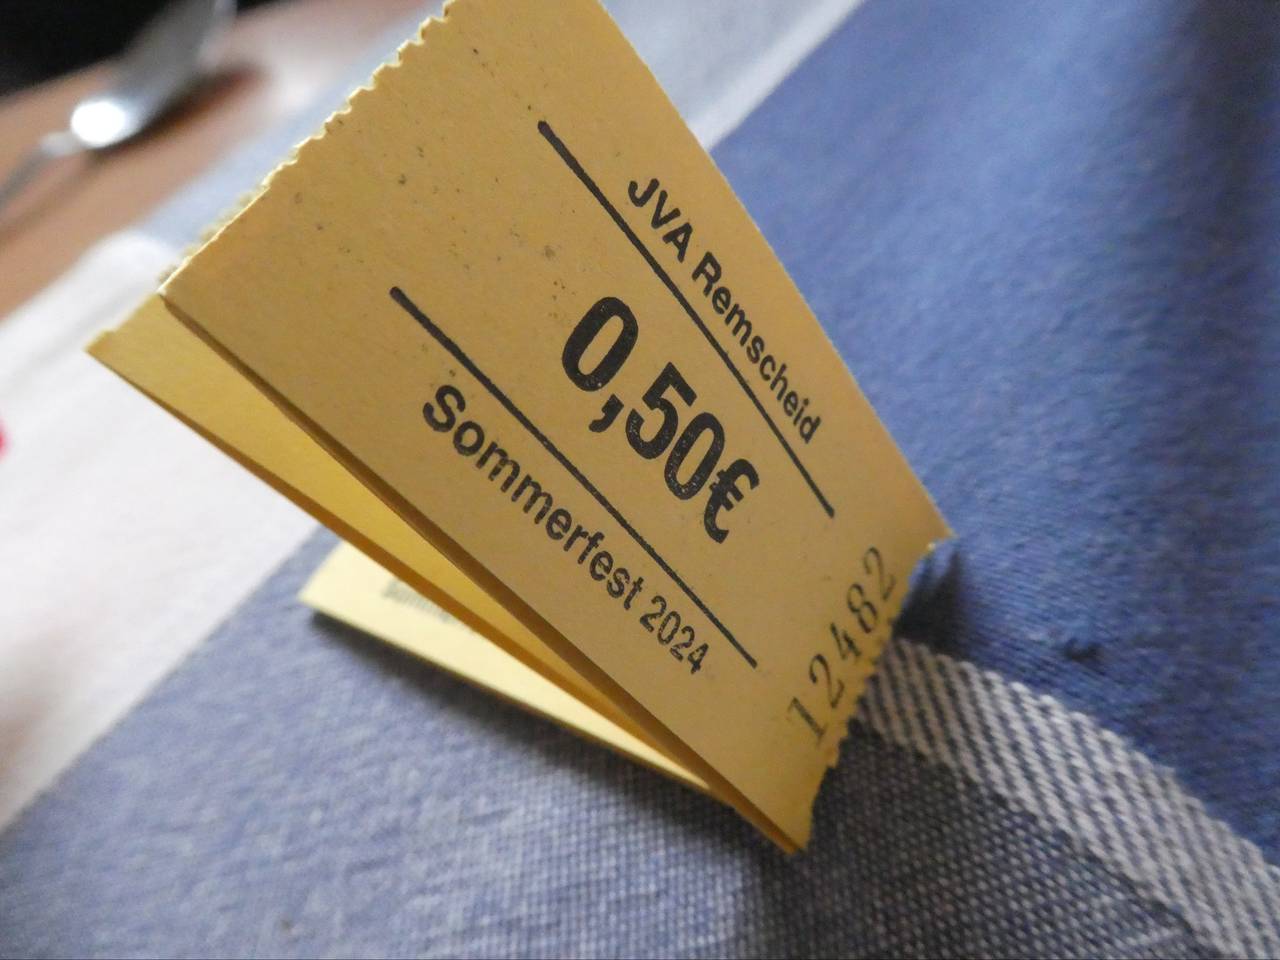 JVA Remscheid
0,50€
Sommerfest 2024
12482